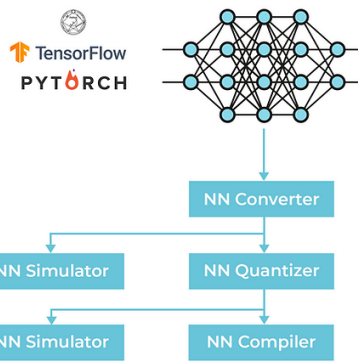 TensorFlow
PYTORCH
NN Converter
NN Simulator
NN Quantizer
NN Simulator
NN Compiler